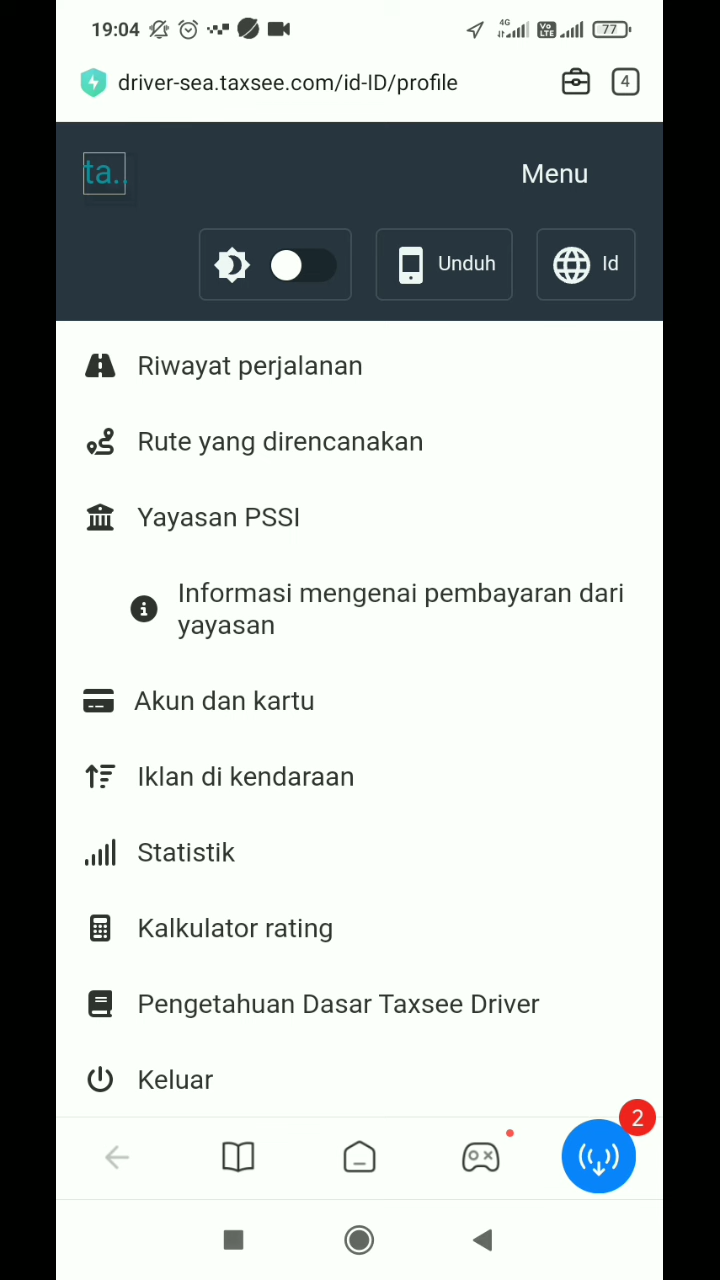 19:04
4G
Vo
LTE
77
driver-sea.taxsee.com/id-ID/profile
4
ta..
Menu
Unduh
Id
Riwayat perjalanan
Rute yang direncanakan
Yayasan PSSI
Informasi mengenai pembayaran dari
yayasan
Akun dan kartu
Iklan di kendaraan
Statistik
Kalkulator rating
Pengetahuan Dasar Taxsee Driver
Keluar
2